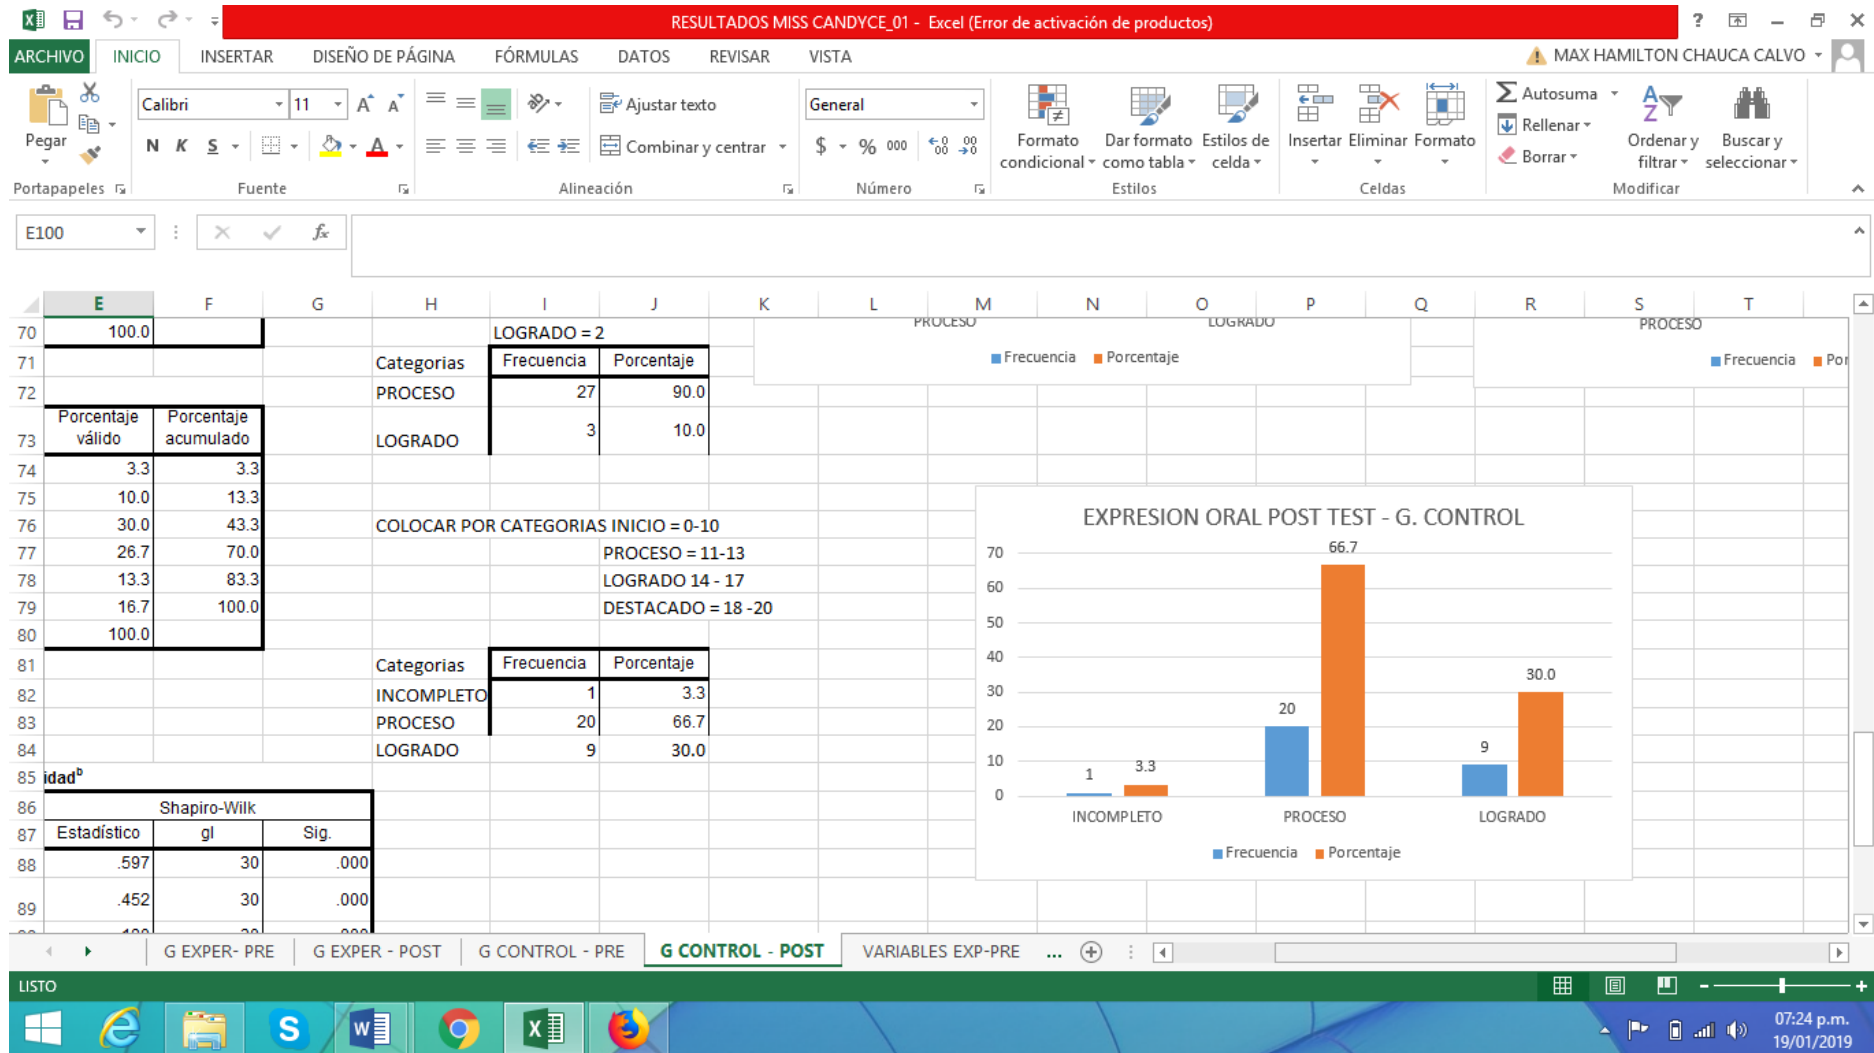 RESULTADOS MISS CANDYCE_01 - Excel (Error de activación de productos)
ARCHIVO INICIO INSERTAR DISEÑO DE PÁGINA FÓRMULAS DATOS REVISAR VISTA MAX HAMILTON CHAUCA CALVO
Calibri 11 Ajustar texto General Autosuma
Pegar N K S Combinar y centrar $ % 000 Formato condicional Dar formato como tabla Estilos de celda Insertar Eliminar Formato Rellenar Borrar Ordenar y filtrar Buscar y seleccionar
Portapapeles Fuente Alineación Número Estilos Celdas Modificar
E100 fx
E F G H I J K L M N O P Q R S T
70 100.0 LOGRADO = 2 PROCESO LOGRADO PROCESO
71 Categorias Frecuencia Porcentaje Frecuencia Porcentaje Frecuencia Por
72 PROCESO 27 90.0
73 Porcentaje válido Porcentaje acumulado LOGRADO 3 10.0
74 3.3 3.3
75 10.0 13.3
76 30.0 43.3 COLOCAR POR CATEGORIAS INICIO = 0-10
77 26.7 70.0 PROCESO = 11-13
78 13.3 83.3 LOGRADO 14 - 17
79 16.7 100.0 DESTACADO = 18 -20
80 100.0
81 Categorias Frecuencia Porcentaje
82 INCOMPLETO 1 3.3
83 PROCESO 20 66.7
84 LOGRADO 9 30.0
85 idadᵇ
86 Shapiro-Wilk
87 Estadístico gl Sig.
88 .597 30 .000
89 .452 30 .000
EXPRESION ORAL POST TEST - G. CONTROL
70
60
50
40
30
20
10
0
1 3.3
20 66.7
9 30.0
INCOMPLETO PROCESO LOGRADO
Frecuencia Porcentaje
G EXPER- PRE G EXPER - POST G CONTROL - PRE G CONTROL - POST VARIABLES EXP-PRE ...
LISTO
07:24 p.m.
19/01/2019